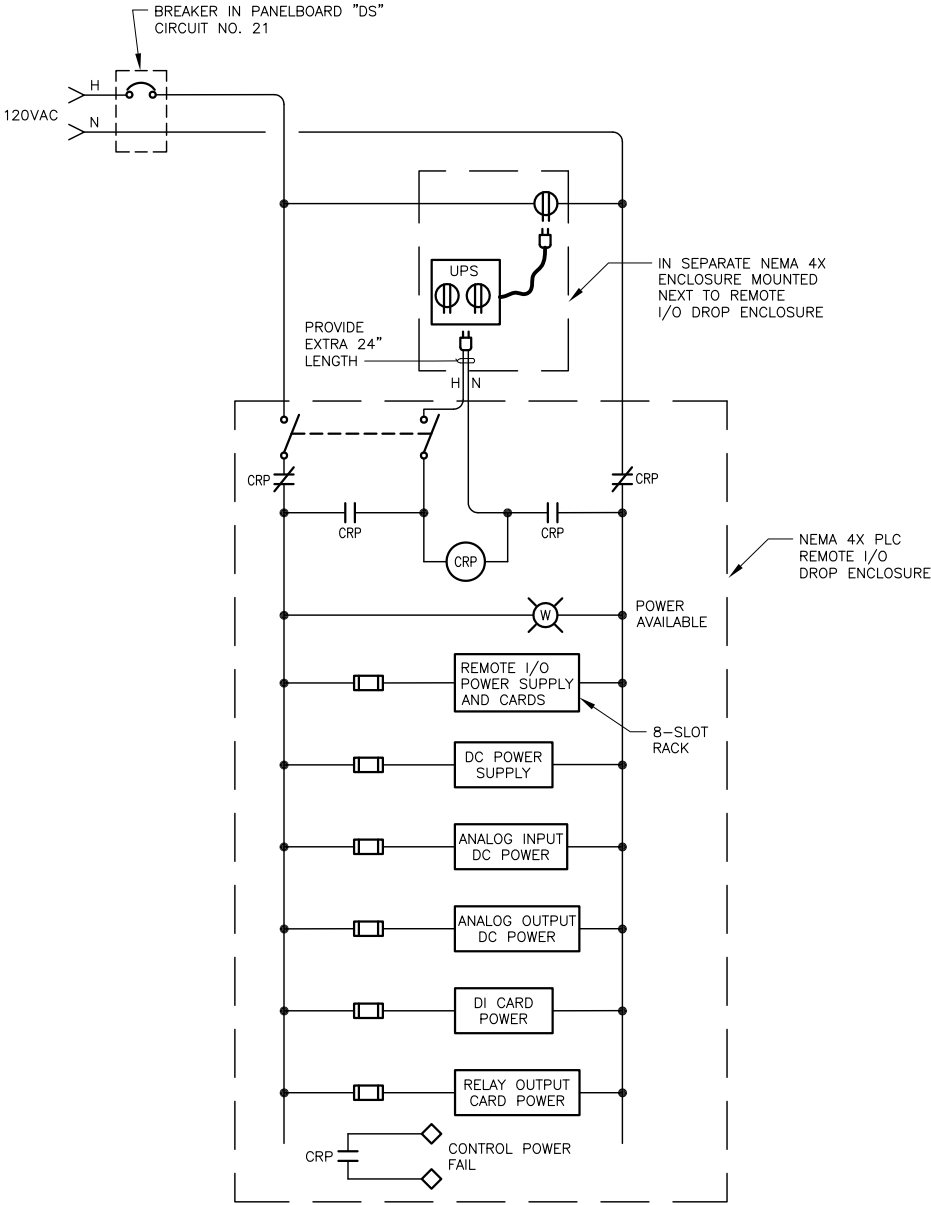 BREAKER IN PANELBOARD "DS"
CIRCUIT NO. 21
H
120VAC
N
UPS
IN SEPARATE NEMA 4X
ENCLOSURE MOUNTED
NEXT TO REMOTE
I/O DROP ENCLOSURE
PROVIDE
EXTRA 24"
LENGTH
H N
CRP
CRP
CRP
CRP
CRP
NEMA 4X PLC
REMOTE I/O
DROP ENCLOSURE
W
POWER
AVAILABLE
REMOTE I/O
POWER SUPPLY
AND CARDS
8-SLOT
RACK
DC POWER
SUPPLY
ANALOG INPUT
DC POWER
ANALOG OUTPUT
DC POWER
DI CARD
POWER
RELAY OUTPUT
CARD POWER
CRP
CONTROL POWER
FAIL